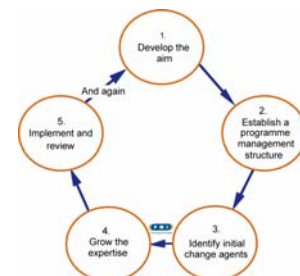 1.
Develop the
aim
2.
Establish a
programme
management
structure
3.
Identify initial
change agents
4.
Grow the
expertise
5.
Implement and
review
And again